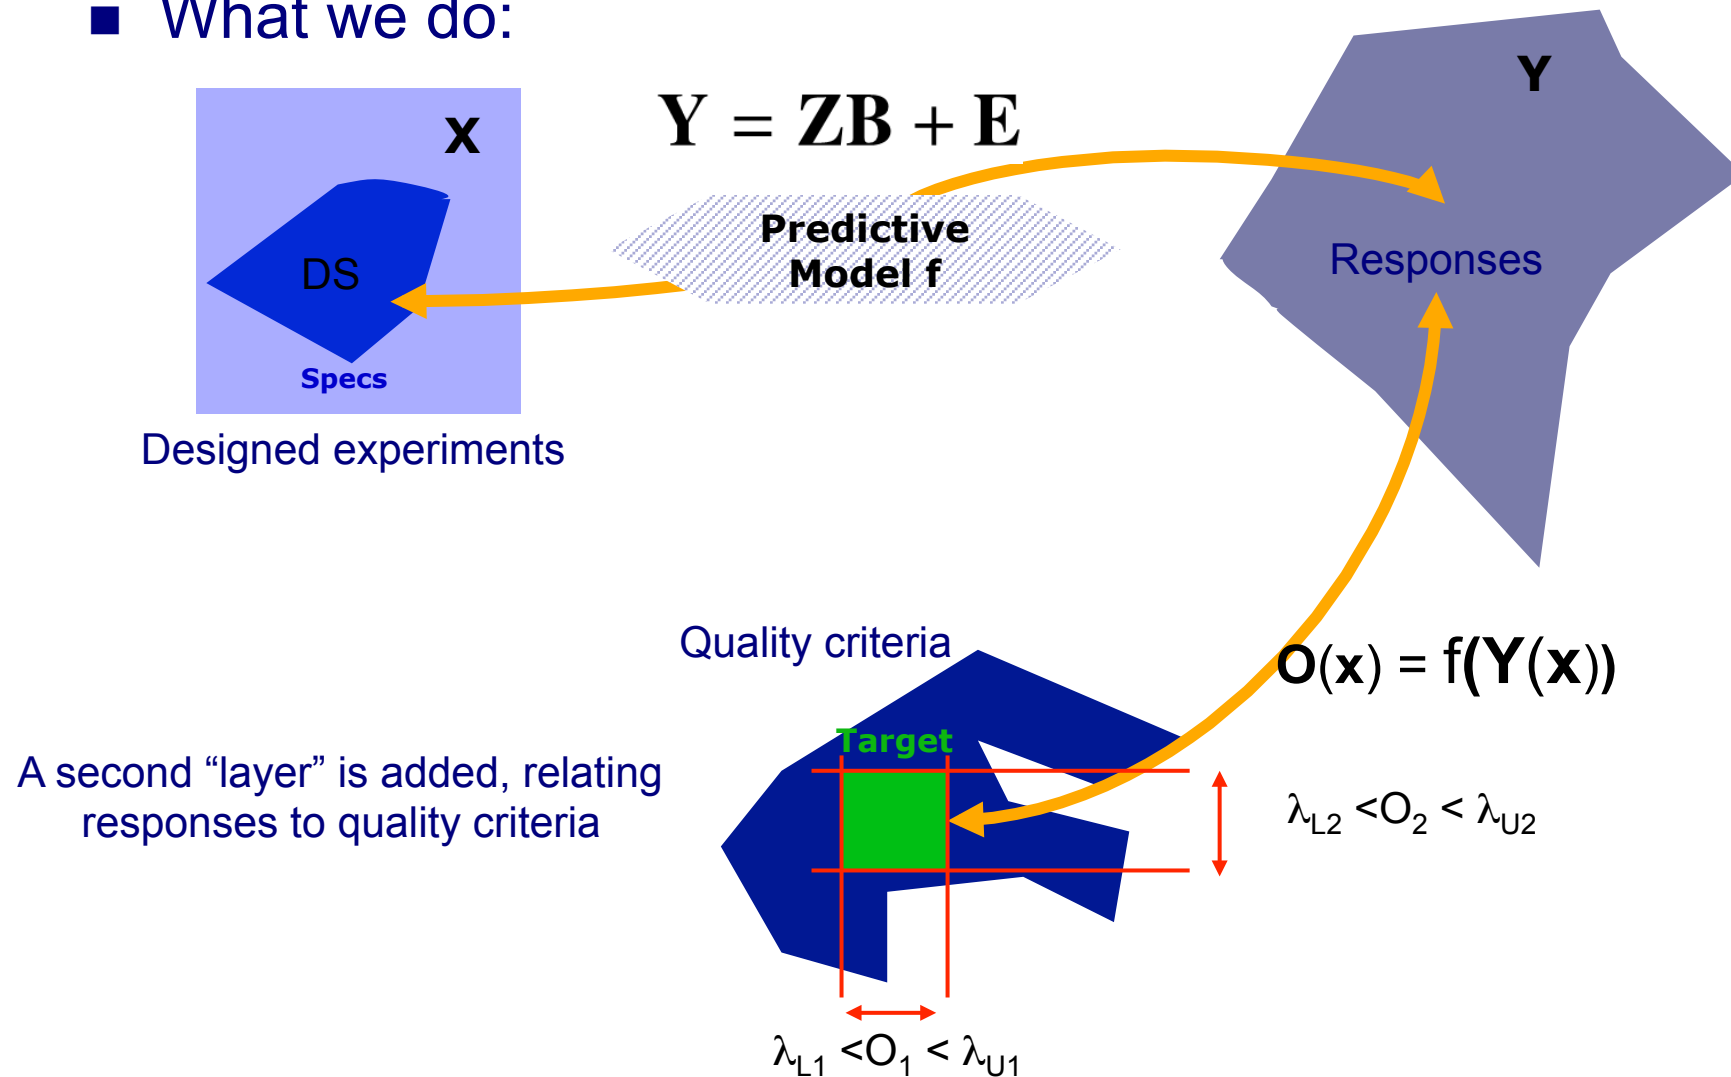 ■ What we do:
X
Y = ZB + E
Y
Predictive
Model f
DS
Responses
Specs
Designed experiments
Quality criteria
O(x) = f(Y(x))
Target
A second “layer” is added, relating
responses to quality criteria
λL2 <O2 < λU2
λL1 <O1 < λU1